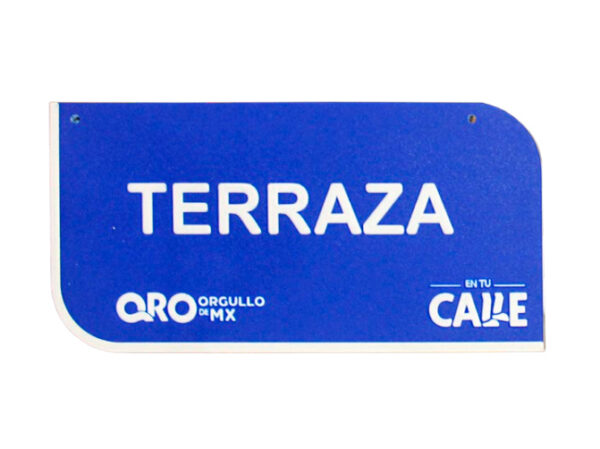 TERRAZA
QRO ORGULLO
DE MX
EN TU
CALLE